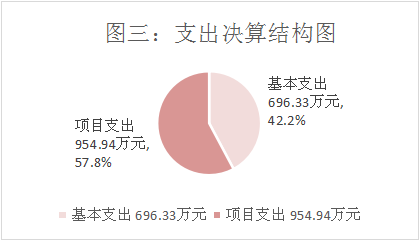 图三：支出决算结构图
基本支出
696.33万元,
42.2%
项目支出
954.94万元,
57.8%
基本支出 696.33万元 项目支出 954.94万元